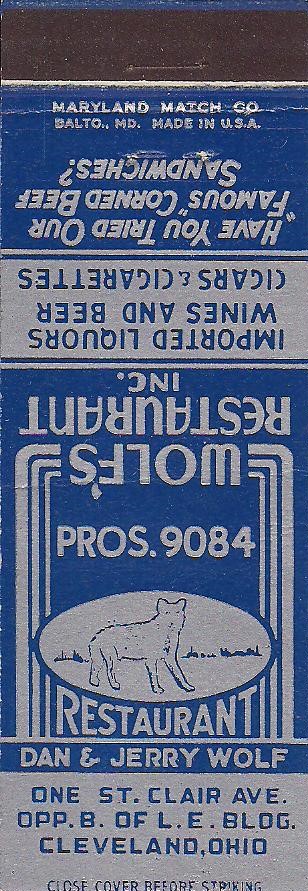 MARYLAND MATCH CO
BALTO., MD. MADE IN U.S.A.
"HAVE YOU TRIED OUR
"FAMOUS" CORNED BEEF
SANDWICHES?
IMPORTED LIQUORS
WINES AND BEER
CIGARS & CIGARETTES
WOLF'S
RESTAURANT
INC.
PROS. 9084
RESTAURANT
DAN & JERRY WOLF
ONE ST. CLAIR AVE.
OPP. B. OF L. E. BLDG.
CLEVELAND, OHIO
CLOSE COVER BEFORE STRIKING